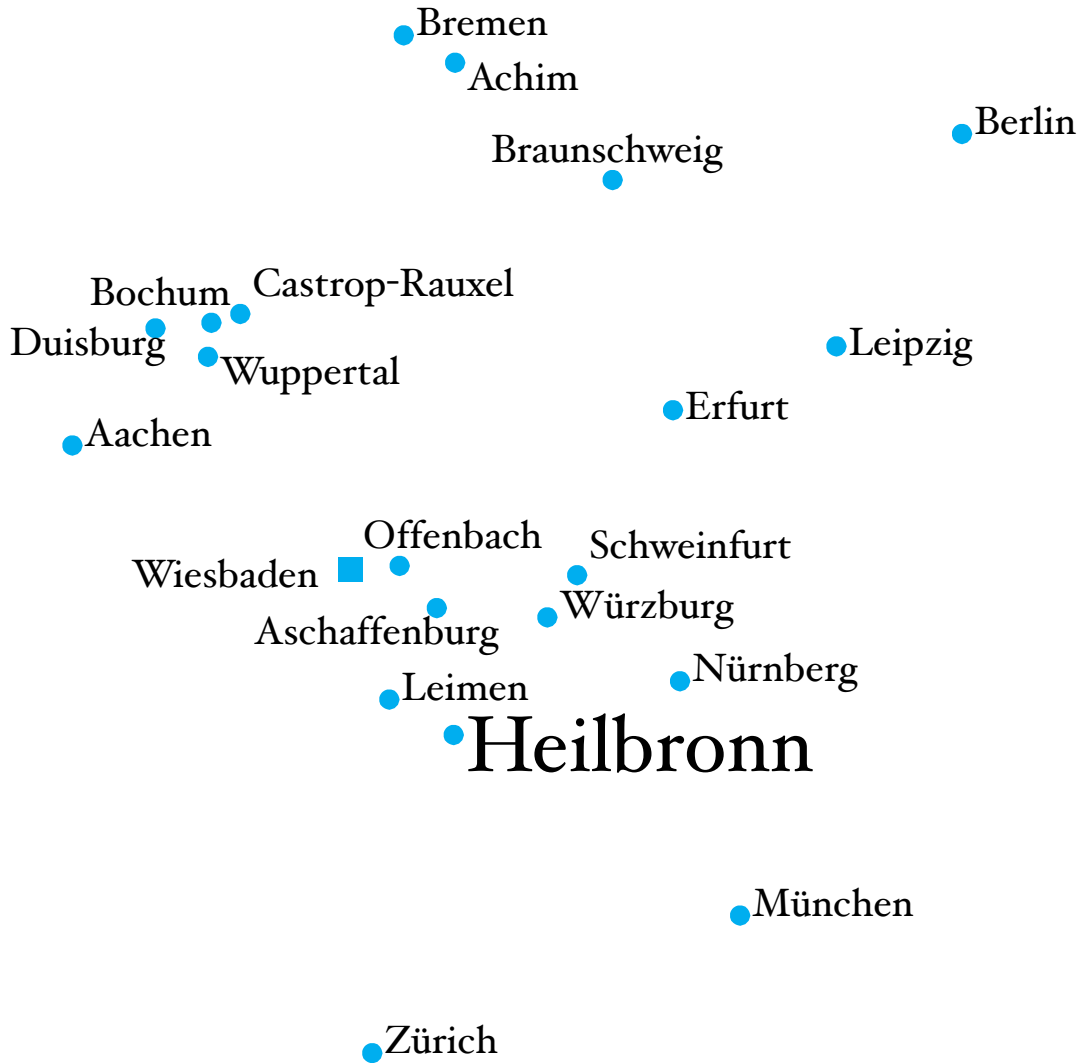 Bremen
Achim
Berlin
Braunschweig
Castrop-Rauxel
Bochum
Duisburg
Leipzig
Wuppertal
Erfurt
Aachen
Offenbach
Schweinfurt
Wiesbaden
Würzburg
Aschaffenburg
Nürnberg
Leimen
Heilbronn
München
Zürich